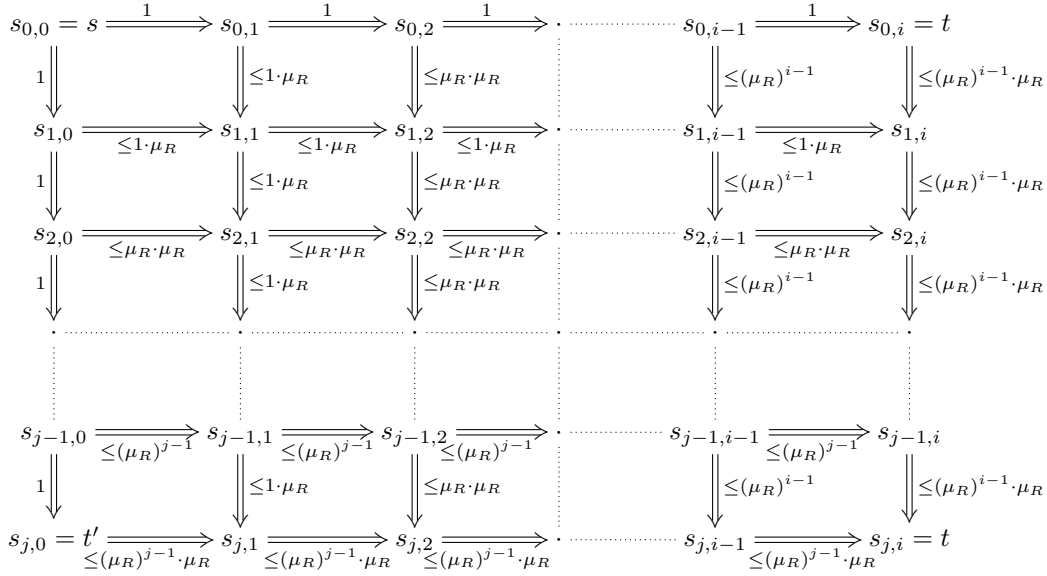 s_{0,0} = s 1 s_{0,1} 1 s_{0,2} 1 · s_{0,i−1} 1 s_{0,i} = t
1 ≤1·μ_R ≤μ_R·μ_R ≤(μ_R)^{i−1} ≤(μ_R)^{i−1}·μ_R
s_{1,0} ≤1·μ_R s_{1,1} ≤1·μ_R s_{1,2} ≤1·μ_R · s_{1,i−1} ≤1·μ_R s_{1,i}
1 ≤1·μ_R ≤μ_R·μ_R ≤(μ_R)^{i−1} ≤(μ_R)^{i−1}·μ_R
s_{2,0} ≤μ_R·μ_R s_{2,1} ≤μ_R·μ_R s_{2,2} ≤μ_R·μ_R · s_{2,i−1} ≤μ_R·μ_R s_{2,i}
1 ≤1·μ_R ≤μ_R·μ_R ≤(μ_R)^{i−1} ≤(μ_R)^{i−1}·μ_R
· · · · · ·
s_{j−1,0} ≤(μ_R)^{j−1} s_{j−1,1} ≤(μ_R)^{j−1} s_{j−1,2} ≤(μ_R)^{j−1} · s_{j−1,i−1} ≤(μ_R)^{j−1} s_{j−1,i}
1 ≤1·μ_R ≤μ_R·μ_R ≤(μ_R)^{i−1} ≤(μ_R)^{i−1}·μ_R
s_{j,0} = t′ ≤(μ_R)^{j−1}·μ_R s_{j,1} ≤(μ_R)^{j−1}·μ_R s_{j,2} ≤(μ_R)^{j−1}·μ_R · s_{j,i−1} ≤(μ_R)^{j−1}·μ_R s_{j,i} = t